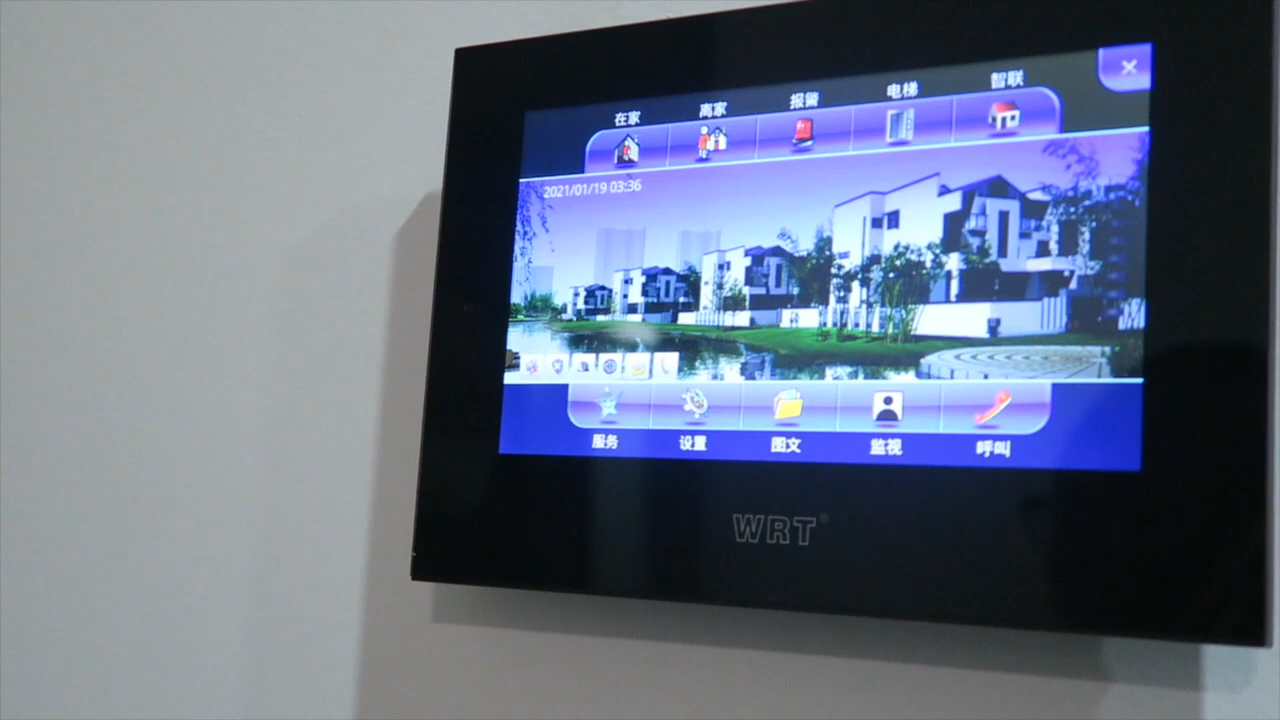 在家 离家 报警 电梯 智联
2021/01/19 03:36
服务 设置 图文 监视 呼叫
WRT®